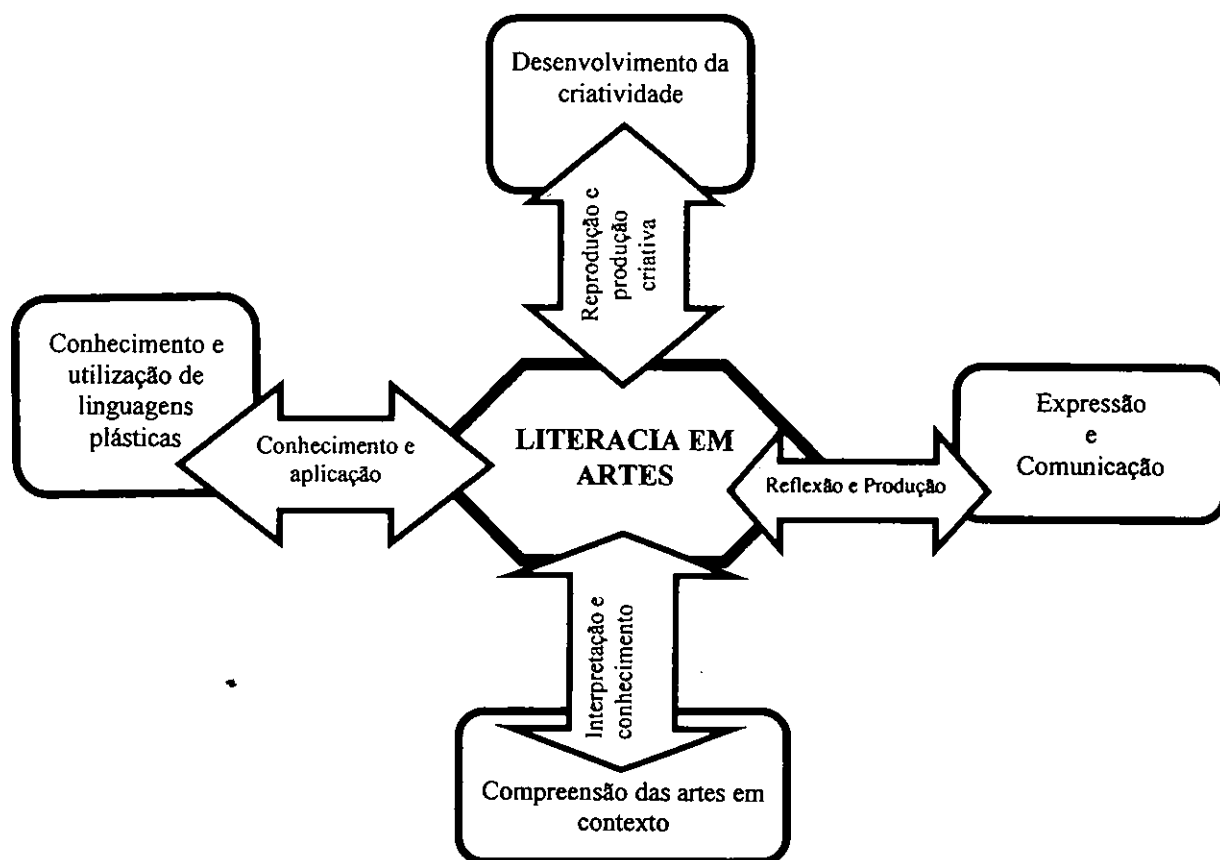 Desenvolvimento da
criatividade
Reprodução e
produção
criativa
Conhecimento e
utilização de
linguagens
plásticas
Conhecimento e
aplicação
LITERACIA EM
ARTES
Reflexão e Produção
Expressão
e
Comunicação
Interpretação e
conhecimento
Compreensão das artes em
contexto